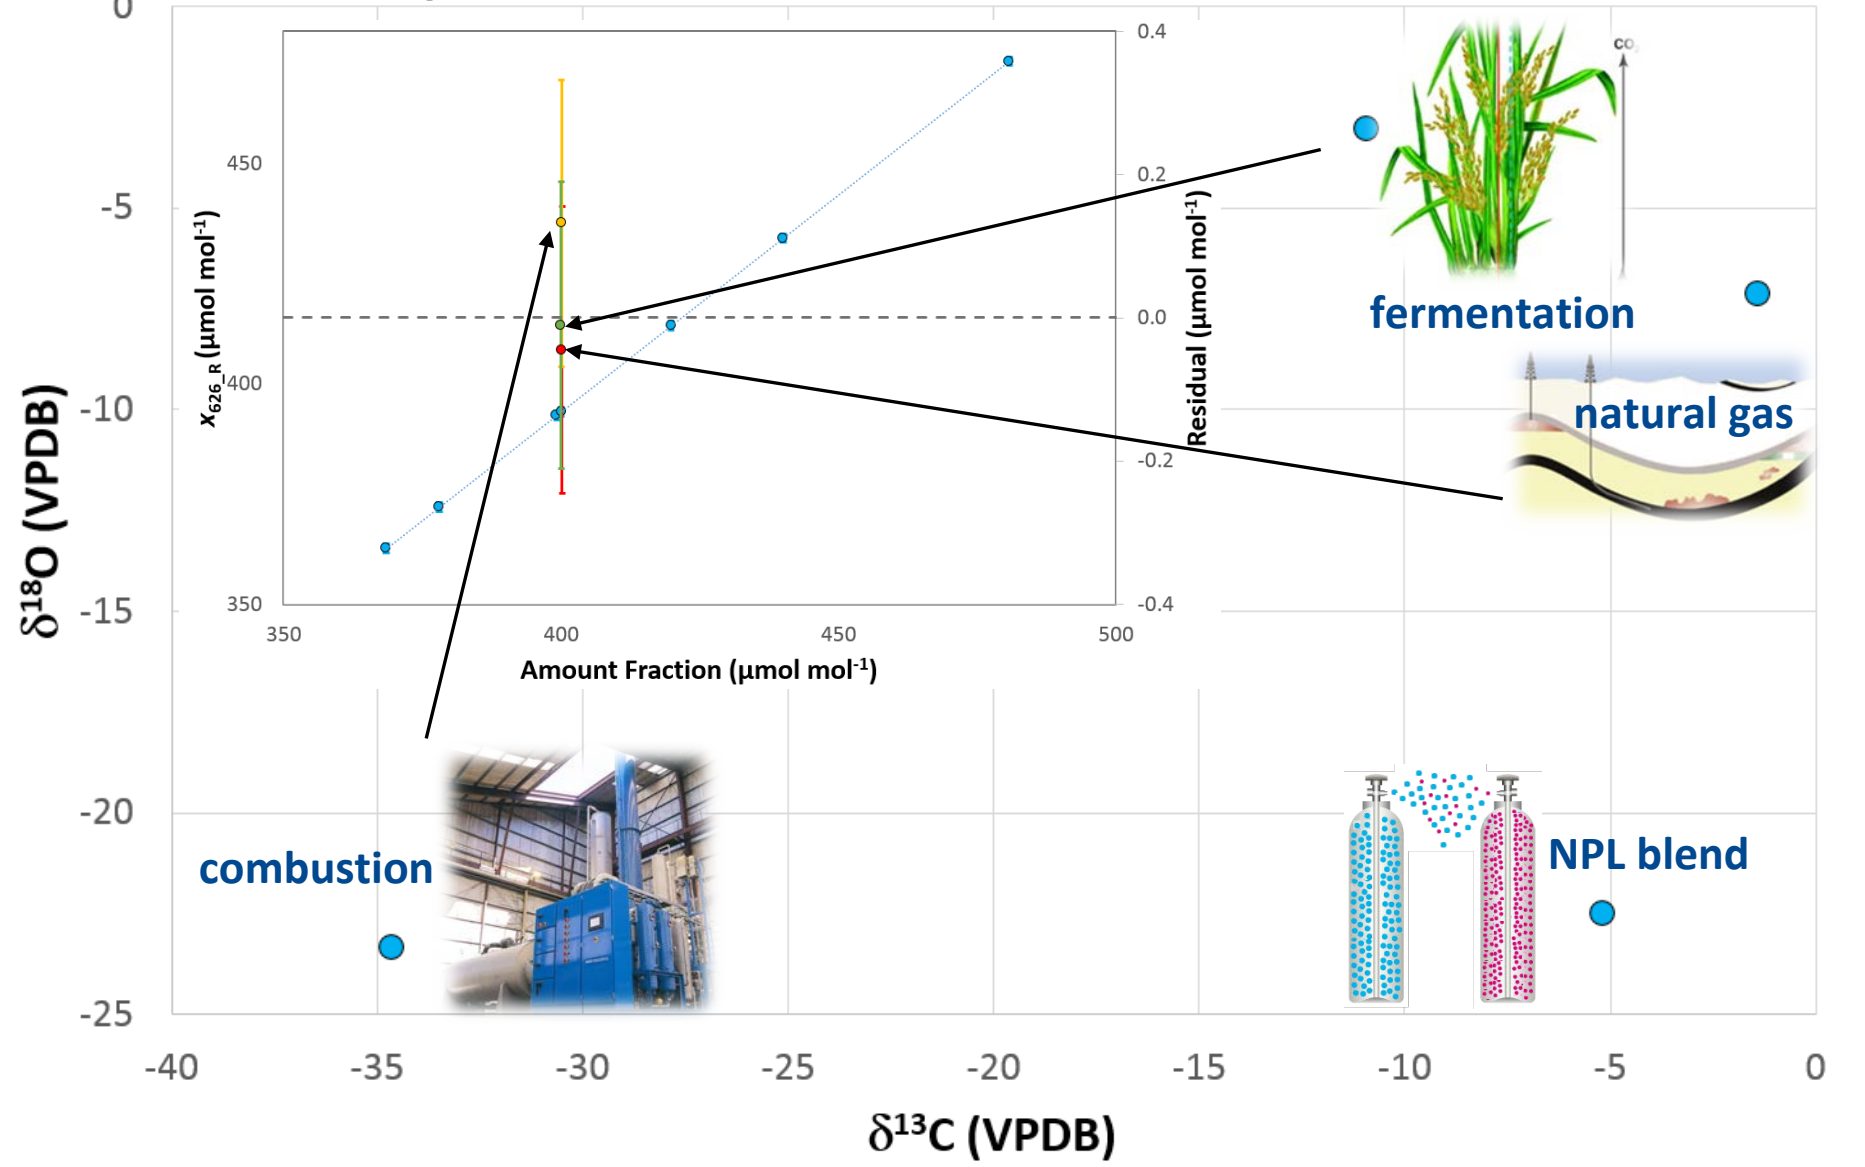 0
-5
-10
-15
-20
-25
δ18O (VPDB)
-40
-35
-30
-25
-20
-15
-10
-5
0
δ13C (VPDB)
450
400
350
x626_R (µmol mol-1)
350
400
450
500
Amount Fraction (µmol mol-1)
0.4
0.2
0.0
-0.2
-0.4
Residual (µmol mol-1)
CO2
fermentation
natural gas
combustion
NPL blend